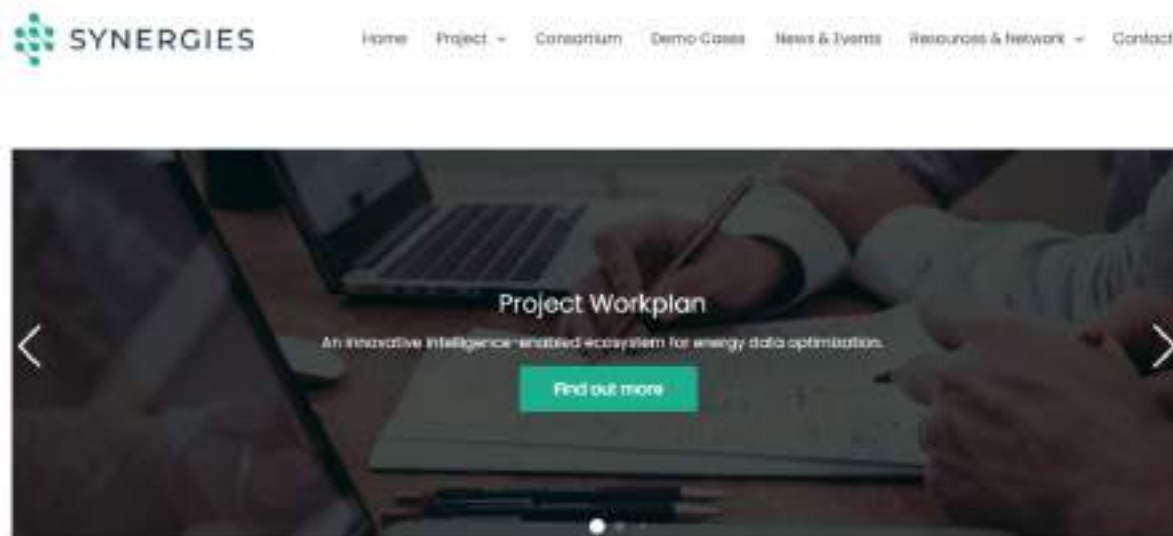 SYNERGIES
Home Project Consortium Demo Cases News & Events Resources & Network Contact
Project Workplan
An innovative intelligence-enabled ecosystem for energy data optimization.
Find out more